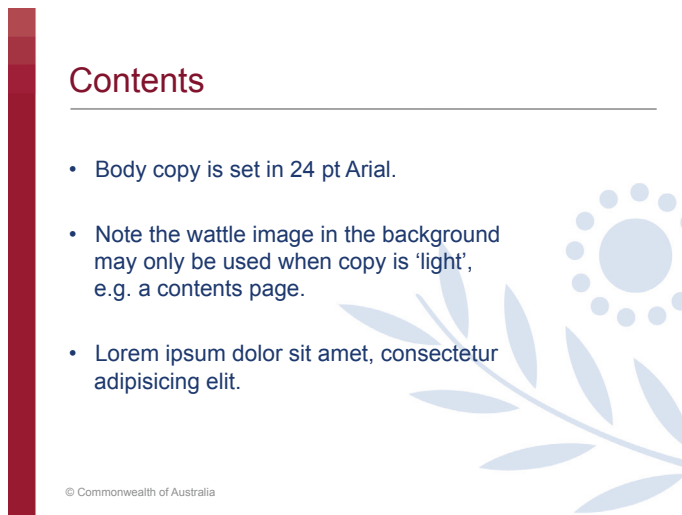 Contents
• Body copy is set in 24 pt Arial.
• Note the wattle image in the background
may only be used when copy is ‘light’,
e.g. a contents page.
• Lorem ipsum dolor sit amet, consectetur
adipisicing elit.
© Commonwealth of Australia